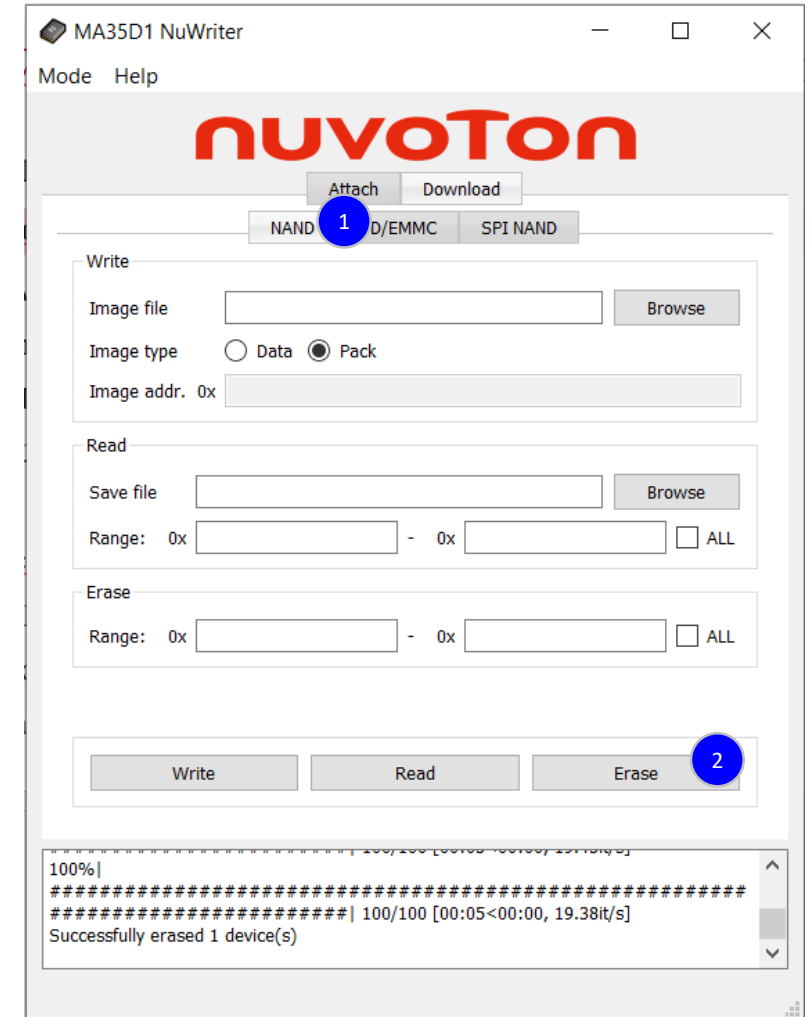 MA35D1 NuWriter
Mode Help
nuvoTon
Attach Download
NAND 1 D/EMMC SPI NAND
Write
Image file Browse
Image type Data Pack
Image addr. 0x
Read
Save file Browse
Range: 0x - 0x ALL
Erase
Range: 0x - 0x ALL
2
Write Read Erase
100%|
########################################################
########################| 100/100 [00:05<00:00, 19.38it/s]
Successfully erased 1 device(s)